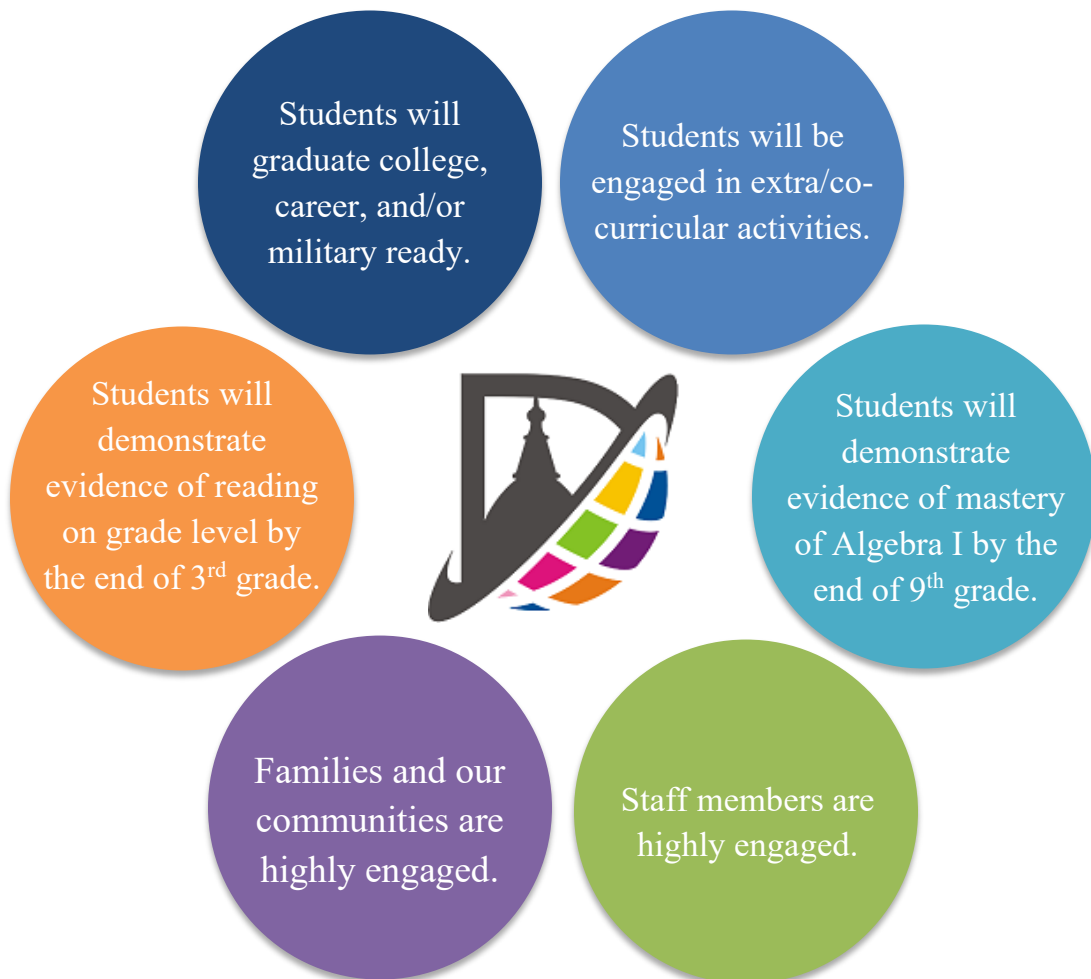 Students will
graduate college,
career, and/or
military ready.
Students will be
engaged in extra/co-
curricular activities.
Students will
demonstrate
evidence of reading
on grade level by
the end of 3rd grade.
Students will
demonstrate
evidence of mastery
of Algebra I by the
end of 9th grade.
Families and our
communities are
highly engaged.
Staff members are
highly engaged.